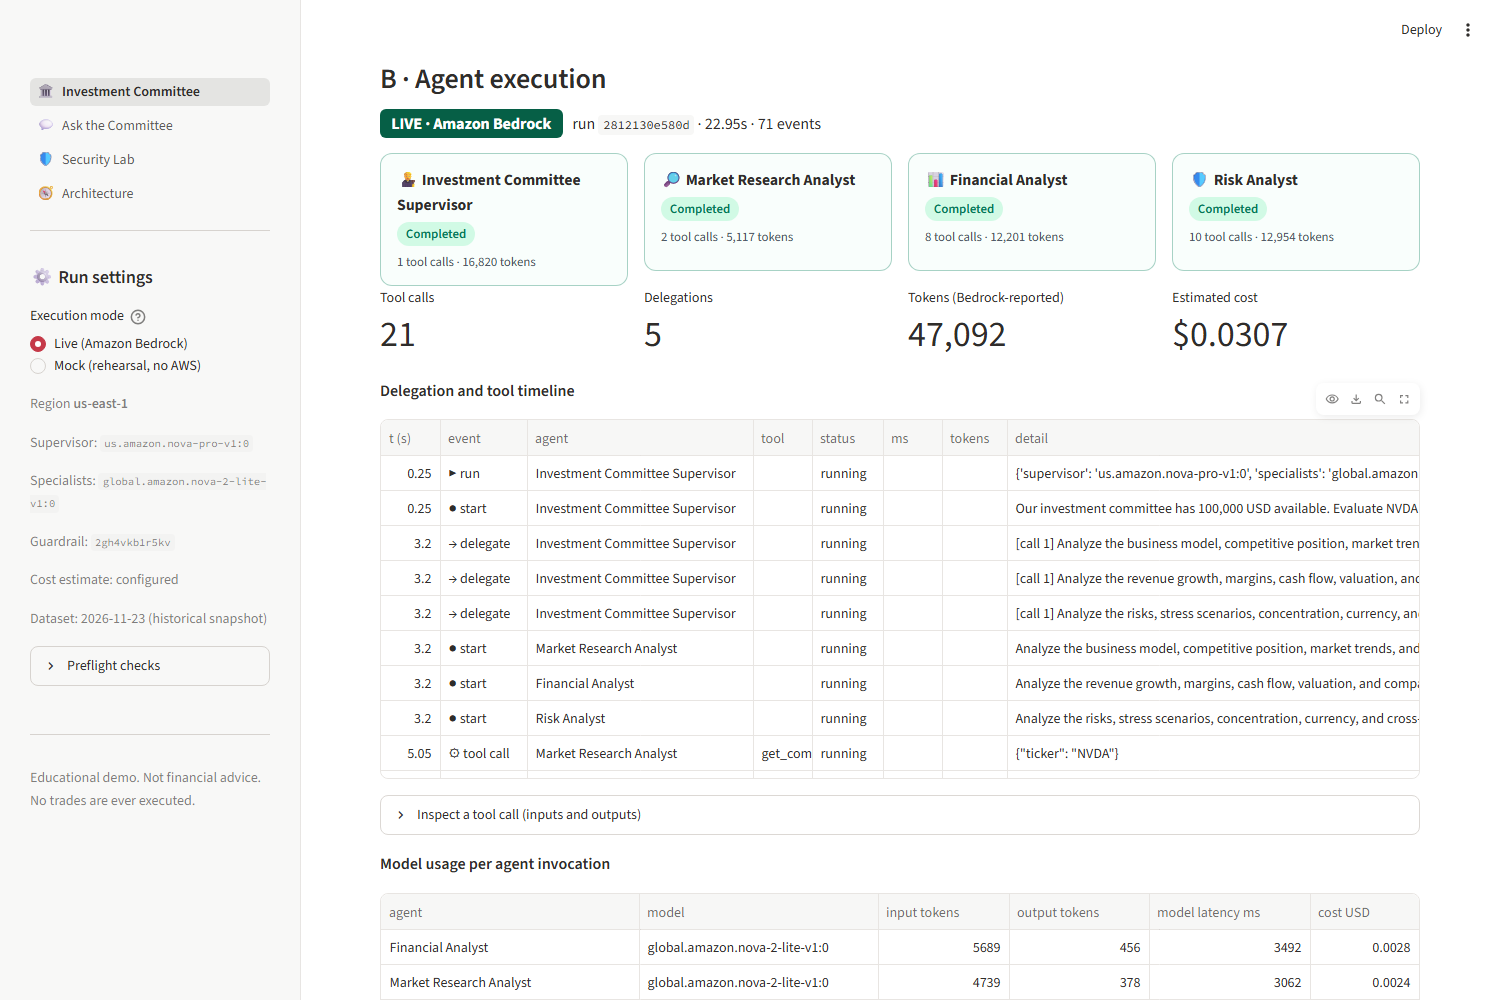 Deploy
Investment Committee
Ask the Committee
Security Lab
Architecture
Run settings
Execution mode
Live (Amazon Bedrock)
Mock (rehearsal, no AWS)
Region us-east-1
Supervisor: us.amazon.nova-pro-v1:0
Specialists: global.amazon.nova-2-lite-
v1:0
Guardrail: 2gh4vkblr5kv
Cost estimate: configured
Dataset: 2026-11-23 (historical snapshot)
Preflight checks
Educational demo. Not financial advice.
No trades are ever executed.
B · Agent execution
LIVE · Amazon Bedrock run 2812130e580d · 22.95s · 71 events
Investment Committee
Supervisor
Completed
1 tool calls · 16,820 tokens
Market Research Analyst
Completed
2 tool calls · 5,117 tokens
Financial Analyst
Completed
8 tool calls · 12,201 tokens
Risk Analyst
Completed
10 tool calls · 12,954 tokens
Tool calls
21
Delegations
5
Tokens (Bedrock-reported)
47,092
Estimated cost
$0.0307
Delegation and tool timeline
t (s) event agent tool status ms tokens detail
0.25 ▸ run Investment Committee Supervisor running {'supervisor': 'us.amazon.nova-pro-v1:0', 'specialists': 'global.amazon
0.25 ● start Investment Committee Supervisor running Our investment committee has 100,000 USD available. Evaluate NVDA
3.2 → delegate Investment Committee Supervisor running [call 1] Analyze the business model, competitive position, market tren
3.2 → delegate Investment Committee Supervisor running [call 1] Analyze the revenue growth, margins, cash flow, valuation, and
3.2 → delegate Investment Committee Supervisor running [call 1] Analyze the risks, stress scenarios, concentration, currency, an
3.2 ● start Market Research Analyst running Analyze the business model, competitive position, market trends, and
3.2 ● start Financial Analyst running Analyze the revenue growth, margins, cash flow, valuation, and compa
3.2 ● start Risk Analyst running Analyze the risks, stress scenarios, concentration, currency, and cross-
5.05 ⚙ tool call Market Research Analyst get_com running {"ticker": "NVDA"}
Inspect a tool call (inputs and outputs)
Model usage per agent invocation
agent model input tokens output tokens model latency ms cost USD
Financial Analyst global.amazon.nova-2-lite-v1:0 5689 456 3492 0.0028
Market Research Analyst global.amazon.nova-2-lite-v1:0 4739 378 3062 0.0024